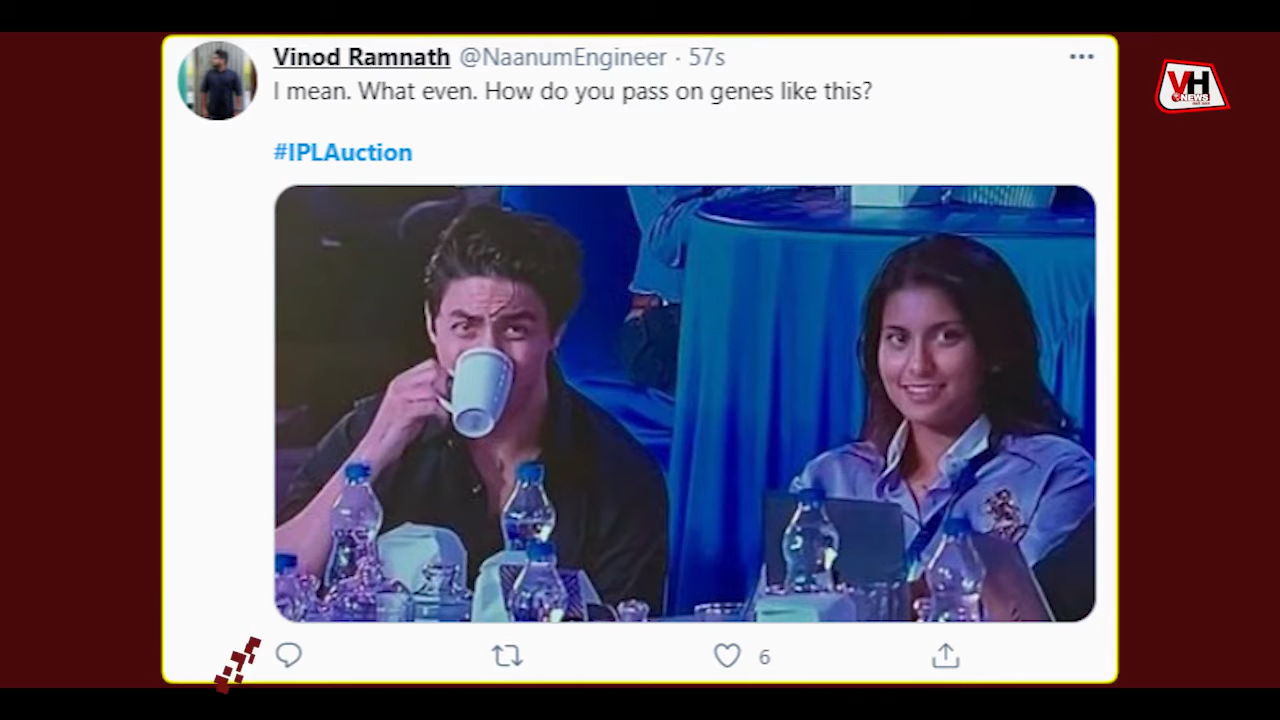 Vinod Ramnath @NaanumEngineer · 57s
I mean. What even. How do you pass on genes like this?
#IPLAuction
6
VH
NEWS